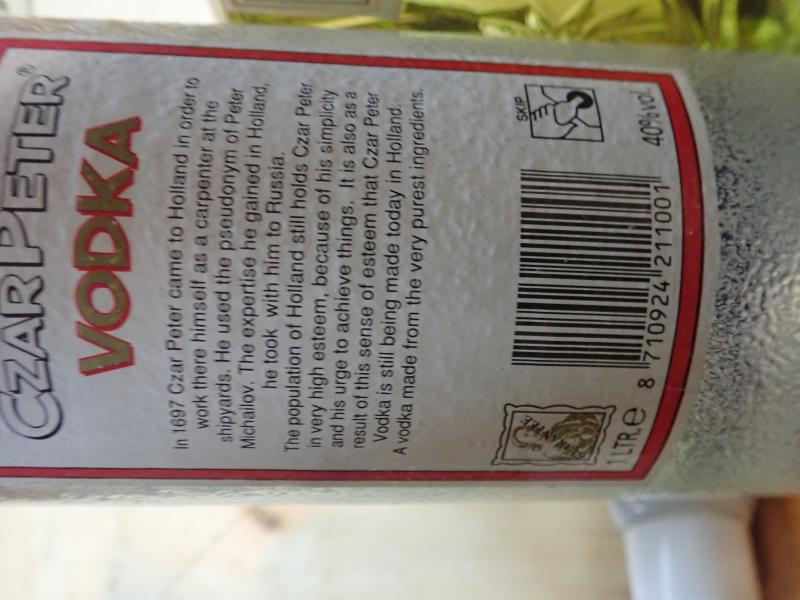 CZAR PETER®
VODKA
In 1697 Czar Peter came to Holland in order to
work there himself as a carpenter at the
shipyards. He used the pseudonym of Peter
Michailov. The expertise he gained in Holland,
he took with him to Russia.
The population of Holland still holds Czar Peter
in very high esteem, because of his simplicity
and his urge to achieve things. It is also as a
result of this sense of esteem that Czar Peter
Vodka is still being made today in Holland.
A vodka made from the very purest ingredients.
SKIP
8 710924 211001
1 LTR. e
40% vol.